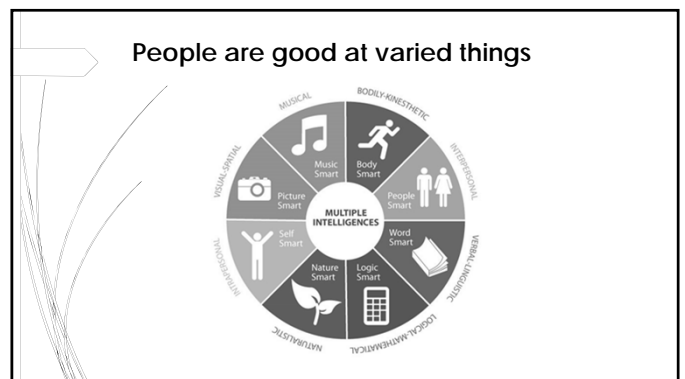 People are good at varied things
MULTIPLE
INTELLIGENCES
BODILY-KINESTHETIC
Body
Smart
INTERPERSONAL
People
Smart
VERBAL-LINGUISTIC
Word
Smart
LOGICAL-MATHEMATICAL
Logic
Smart
NATURALISTIC
Nature
Smart
INTRAPERSONAL
Self
Smart
VISUAL-SPATIAL
Picture
Smart
MUSICAL
Music
Smart